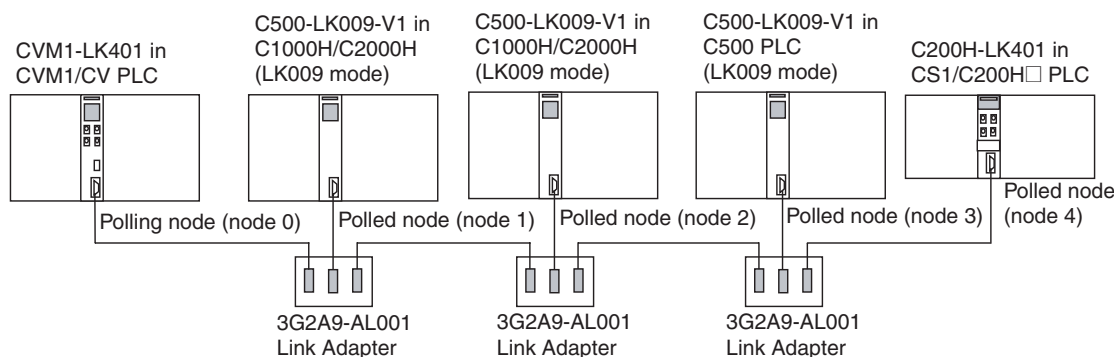 CVM1-LK401 in
CVM1/CV PLC
C500-LK009-V1 in
C1000H/C2000H
(LK009 mode)
C500-LK009-V1 in
C1000H/C2000H
(LK009 mode)
C500-LK009-V1 in
C500 PLC
(LK009 mode)
C200H-LK401 in
CS1/C200H□ PLC
Polling node (node 0)
Polled node (node 1)
Polled node (node 2)
Polled node (node 3)
Polled node
(node 4)
3G2A9-AL001
Link Adapter
3G2A9-AL001
Link Adapter
3G2A9-AL001
Link Adapter